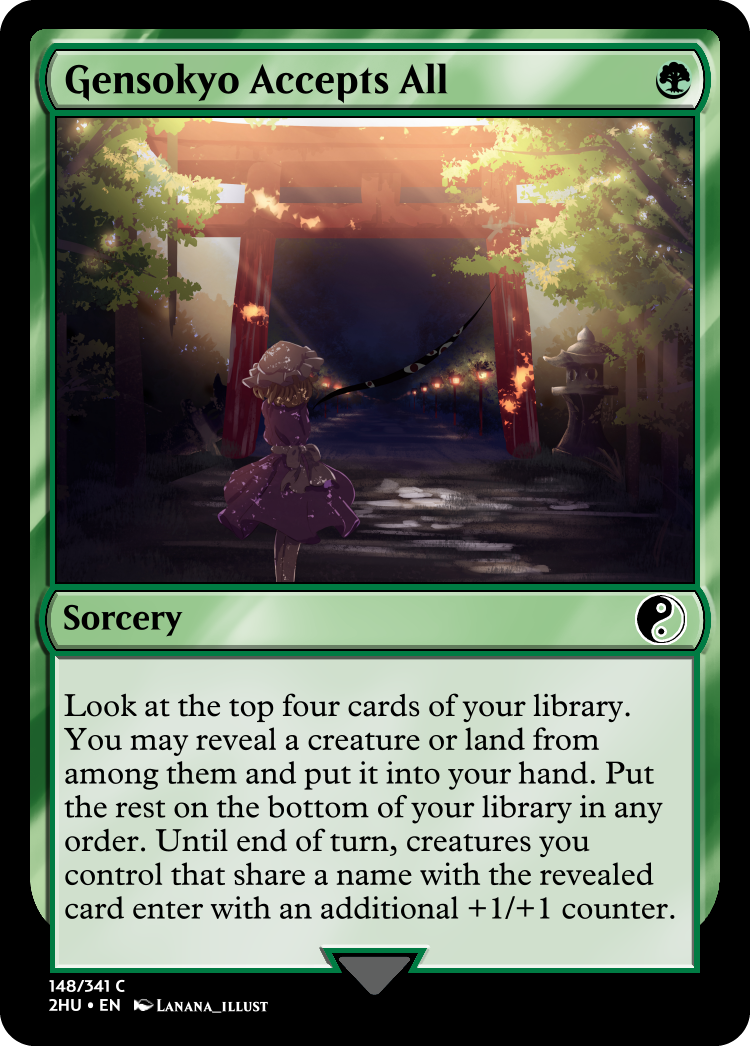 Gensokyo Accepts All
Sorcery
Look at the top four cards of your library.
You may reveal a creature or land from
among them and put it into your hand. Put
the rest on the bottom of your library in any
order. Until end of turn, creatures you
control that share a name with the revealed
card enter with an additional +1/+1 counter.
148/341 C
2HU • EN Lanana_illust